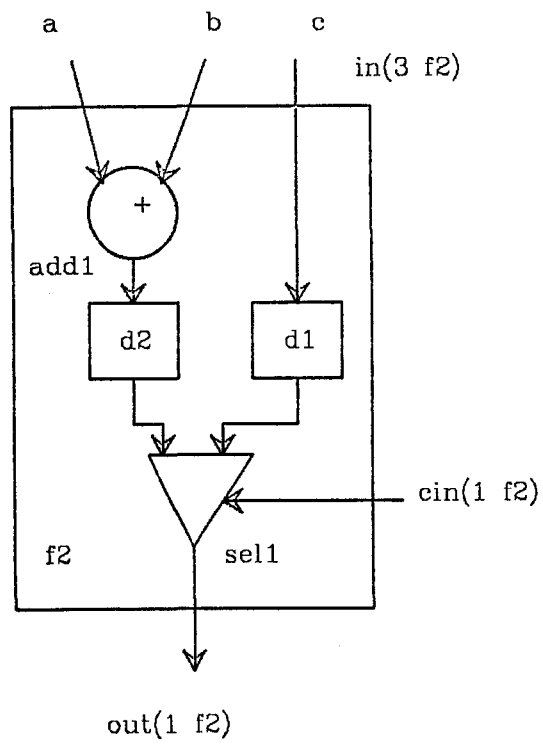 a b c
in(3 f2)
+
add1
d2 d1
cin(1 f2)
f2 sel1
out(1 f2)